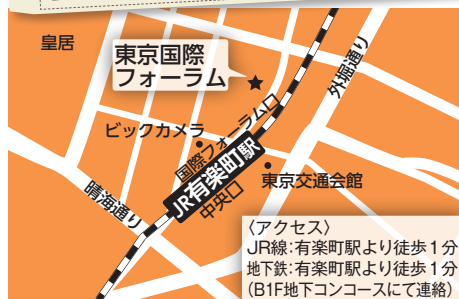 皇居
東京国際
フォーラム
外堀通り
ビックカメラ
国際フォーラム口
JR有楽町駅
中央口
東京交通会館
晴海通り
〈アクセス〉
JR線:有楽町駅より徒歩1分
地下鉄:有楽町駅より徒歩1分
(B1F地下コンコースにて連絡)